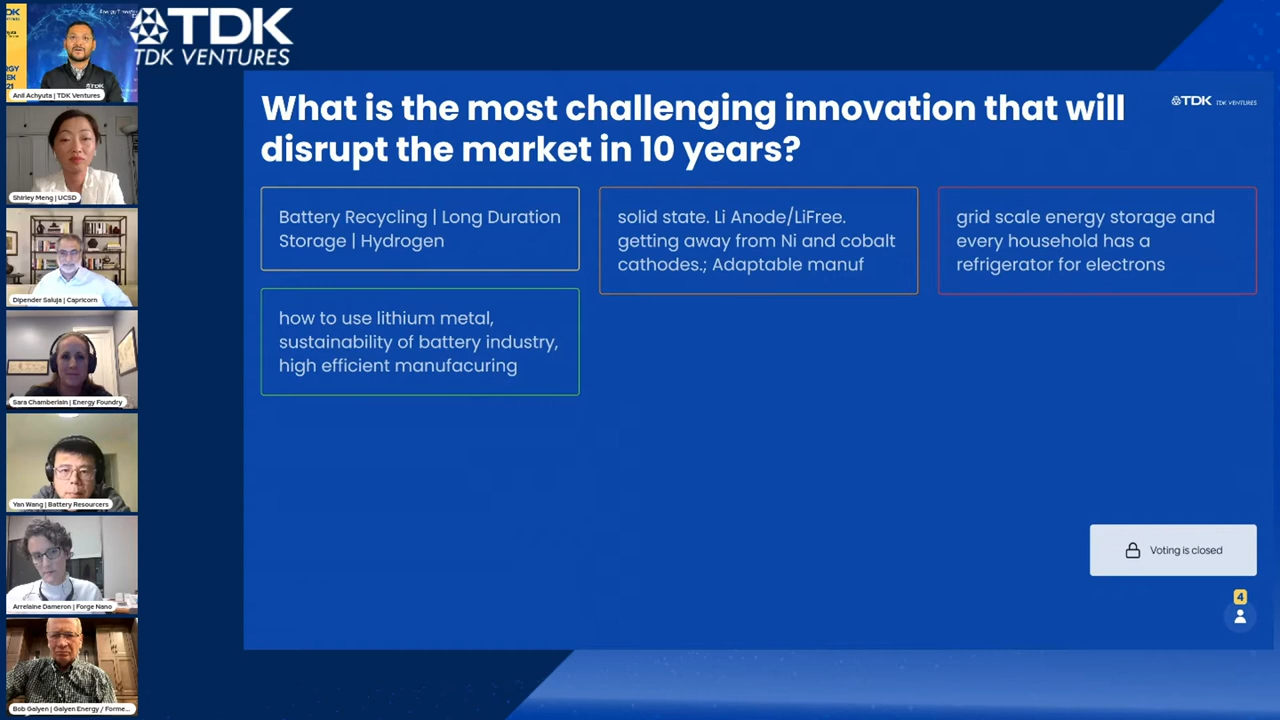 TDK
TDK VENTURES
Anil Achyuta | TDK Ventures
Shirley Meng | UCSD
Dipender Saluja | Capricorn
Sara Chamberlain | Energy Foundry
Yan Wang | Battery Resourcers
Arrelaine Dameron | Forge Nano
Bob Galyen | Galyen Energy / Forme...
What is the most challenging innovation that will
disrupt the market in 10 years?
TDK TDK VENTURES
Battery Recycling | Long Duration
Storage | Hydrogen
solid state. Li Anode/LiFree.
getting away from Ni and cobalt
cathodes.; Adaptable manuf
grid scale energy storage and
every household has a
refrigerator for electrons
how to use lithium metal,
sustainability of battery industry,
high efficient manufacuring
Voting is closed
4